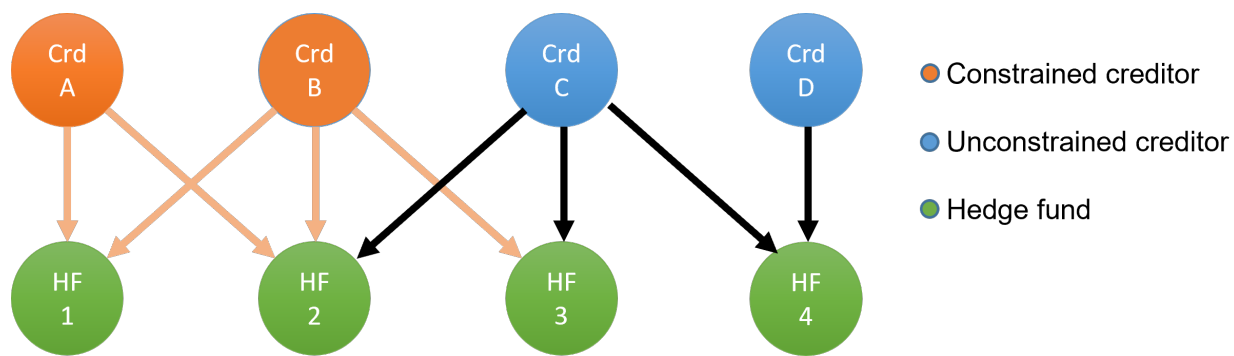 Crd
A
Crd
B
Crd
C
Crd
D
Constrained creditor
Unconstrained creditor
Hedge fund
HF
1
HF
2
HF
3
HF
4